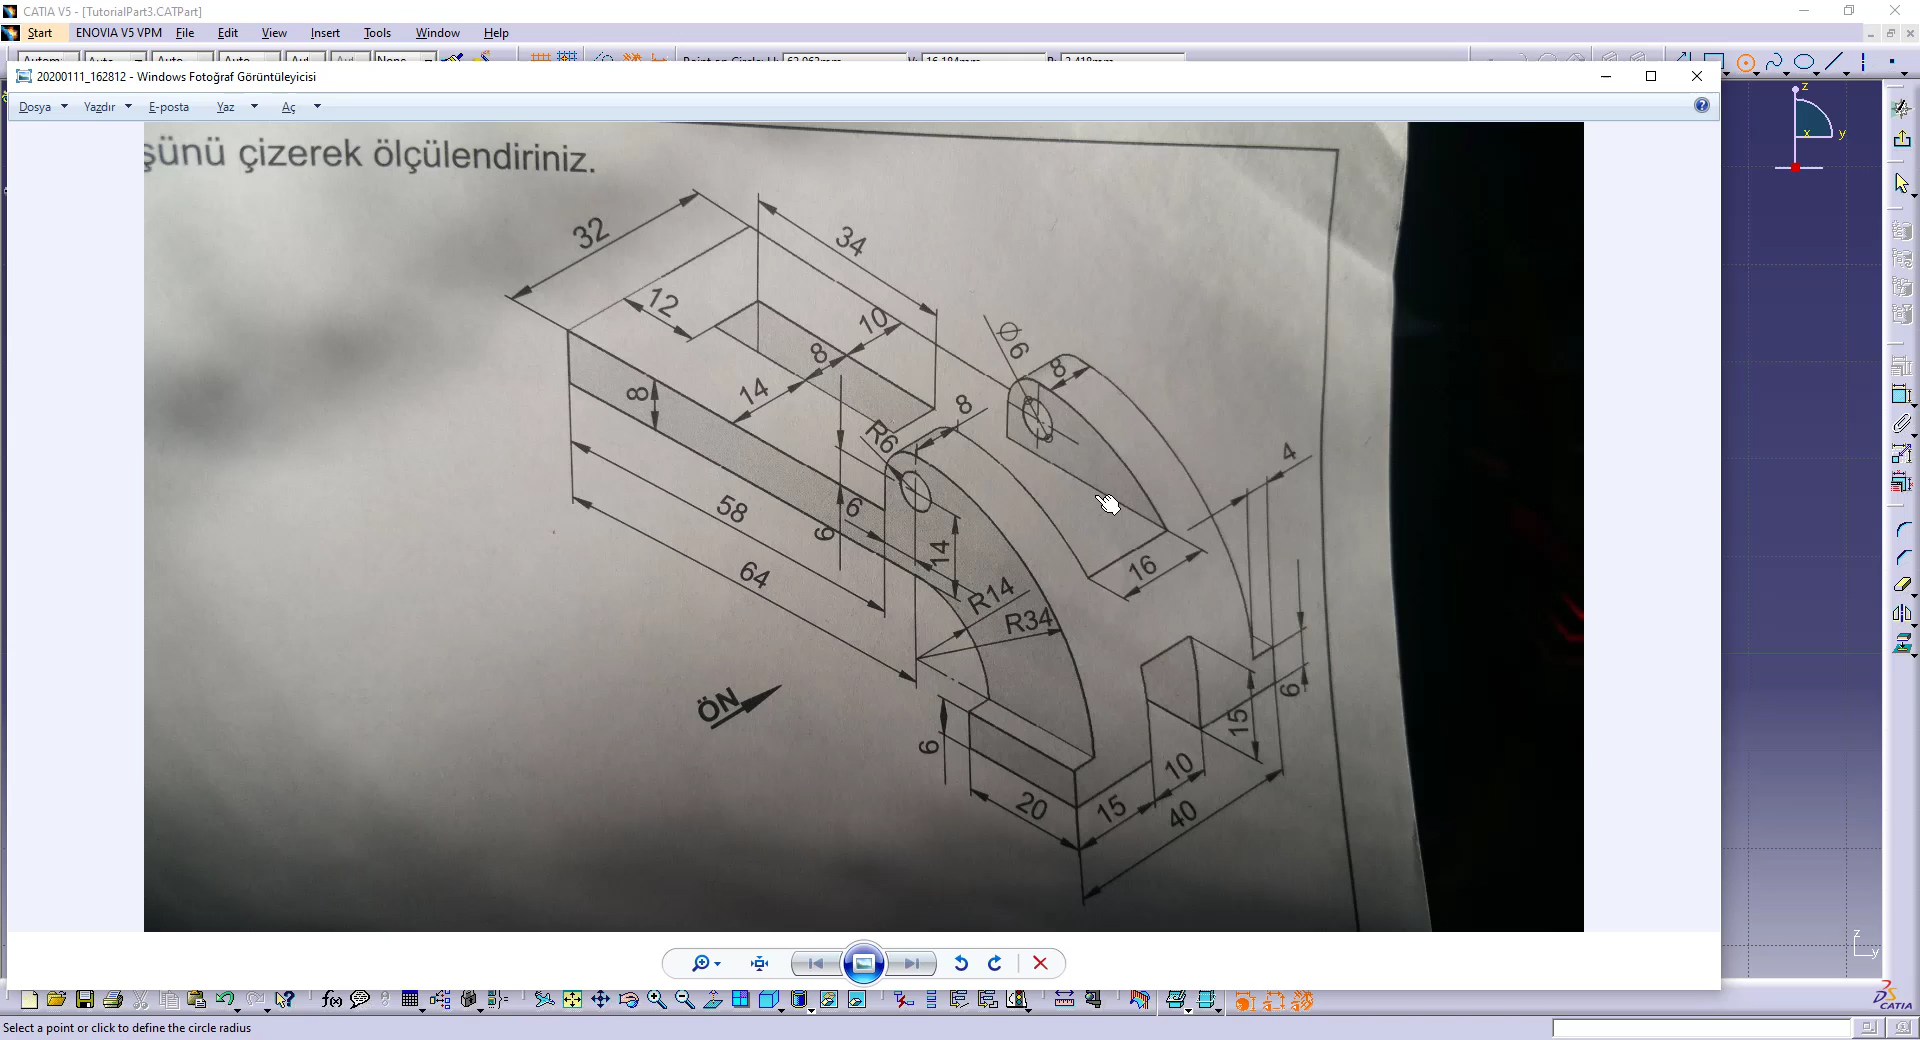 CATIA V5 - [TutorialPart3.CATPart]
Start ENOVIA V5 VPM File Edit View Insert Tools Window Help
20200111_162812 - Windows Fotoğraf Görüntüleyicisi
Dosya Yazdır E-posta Yaz Aç
z
x y
şünü çizerek ölçülendiriniz.
32
34
12
10
8
14
8
Ø6
8
8
R6
4
58
6
6
14
16
64
R14
R34
ÖN
6
6
15
10
20
15
40
z
y
f(x)
CATIA
Select a point or click to define the circle radius